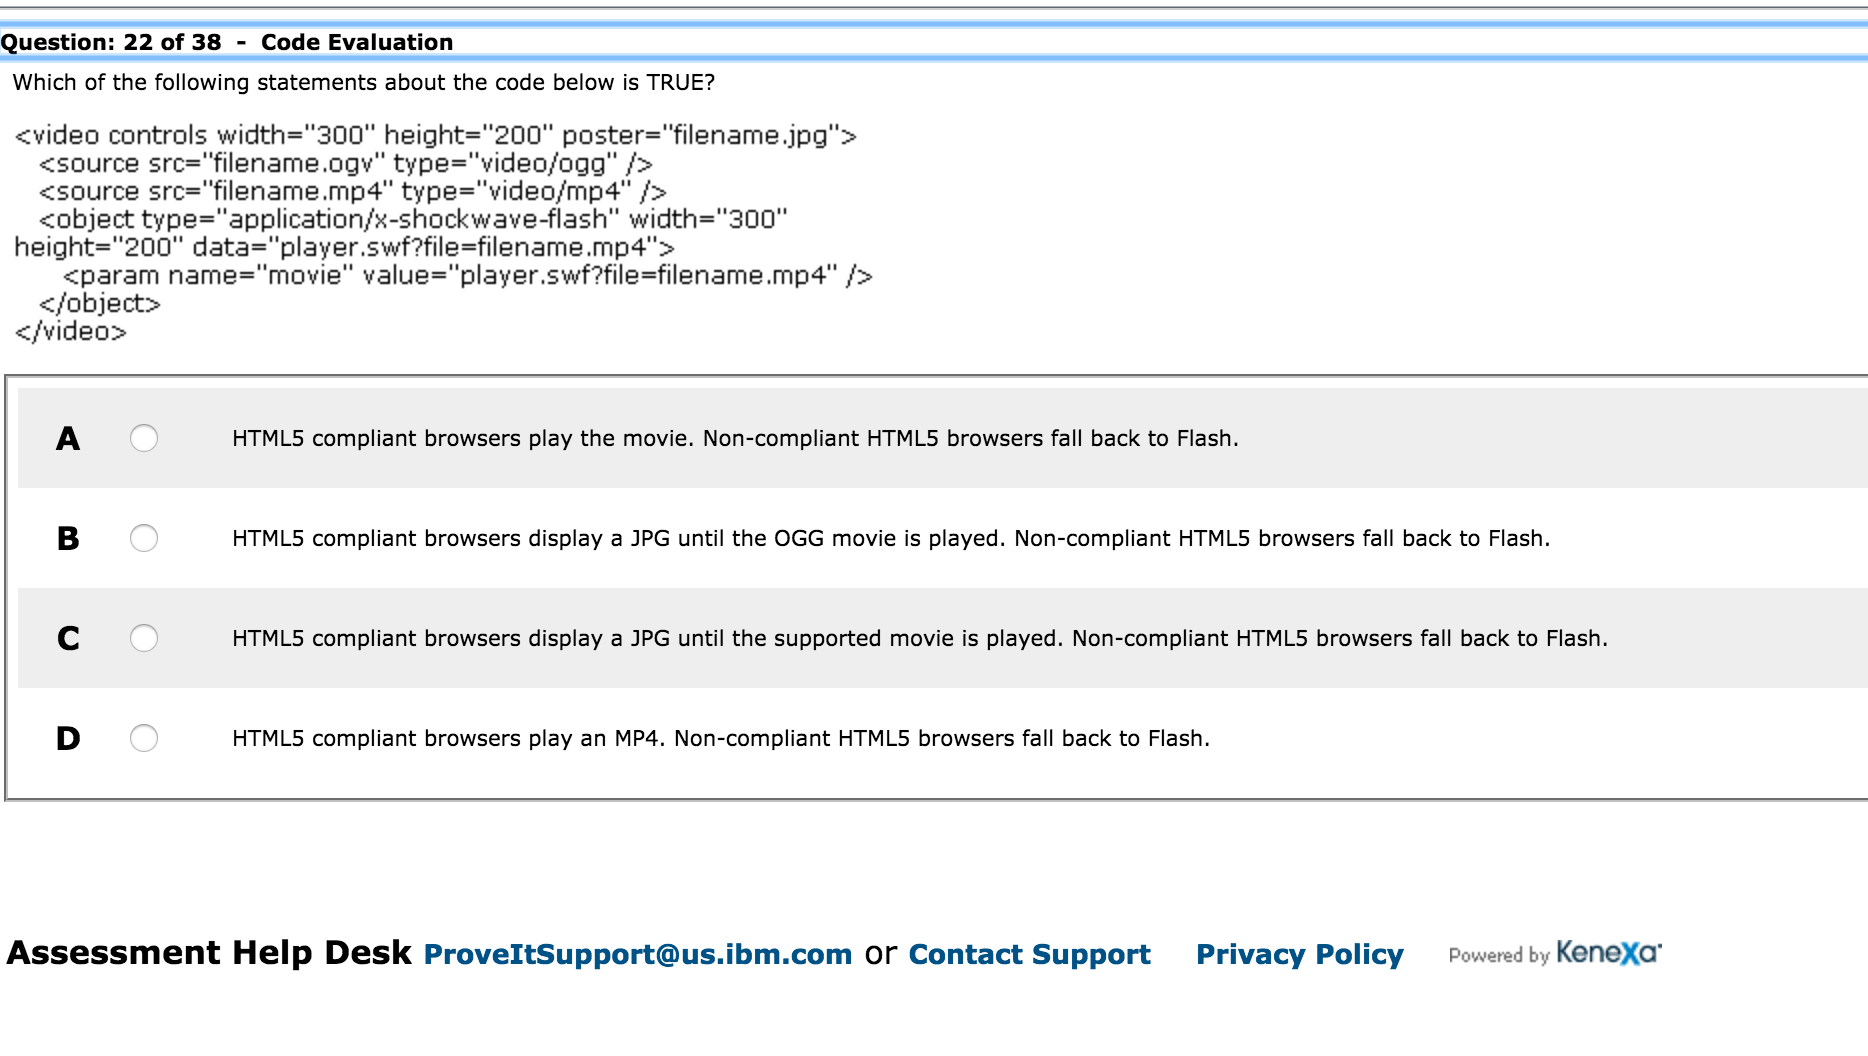 Question: 22 of 38 - Code Evaluation
Which of the following statements about the code below is TRUE?
<video controls width="300" height="200" poster="filename.jpg">
<source src="filename.ogv" type="video/ogg" />
<source src="filename.mp4" type="video/mp4" />
<object type="application/x-shockwave-flash" width="300"
height="200" data="player.swf?file=filename.mp4">
<param name="movie" value="player.swf?file=filename.mp4" />
</object>
</video>
A HTML5 compliant browsers play the movie. Non-compliant HTML5 browsers fall back to Flash.
B HTML5 compliant browsers display a JPG until the OGG movie is played. Non-compliant HTML5 browsers fall back to Flash.
C HTML5 compliant browsers display a JPG until the supported movie is played. Non-compliant HTML5 browsers fall back to Flash.
D HTML5 compliant browsers play an MP4. Non-compliant HTML5 browsers fall back to Flash.
Assessment Help Desk ProveItSupport@us.ibm.com or Contact Support Privacy Policy Powered by Kenexa